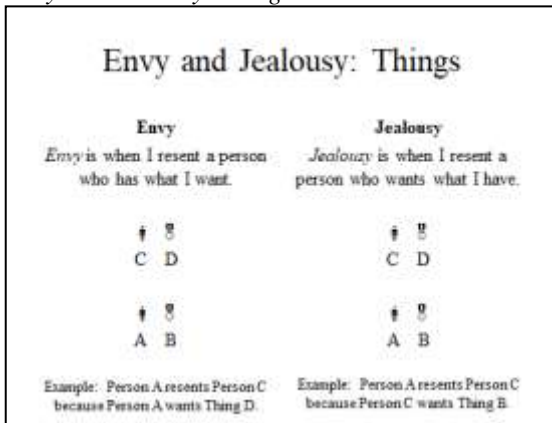 Envy and Jealousy: Things
Envy
Envy is when I resent a person
who has what I want.
C D
A B
Example: Person A resents Person C
because Person A wants Thing D.
Jealousy
Jealousy is when I resent a
person who wants what I have.
C D
A B
Example: Person A resents Person C
because Person C wants Thing B.